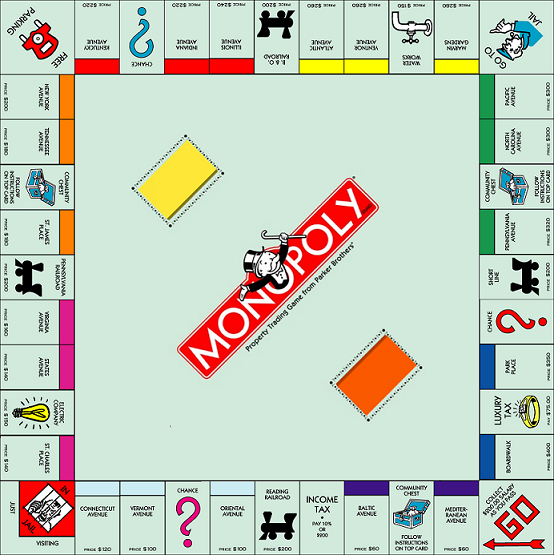 FREE
PARKING
PRICE $220
KENTUCKY
AVENUE
CHANCE
PRICE $220
INDIANA
AVENUE
PRICE $240
ILLINOIS
AVENUE
PRICE $200
B. & O.
RAILROAD
PRICE $260
ATLANTIC
AVENUE
PRICE $260
VENTNOR
AVENUE
PRICE $150
WATER
WORKS
PRICE $280
MARVIN
GARDENS
GO TO
JAIL
NEW YORK
AVENUE
PRICE $200
TENNESSEE
AVENUE
PRICE $180
COMMUNITY
CHEST
FOLLOW
INSTRUCTIONS
ON TOP CARD
ST. JAMES
PLACE
PRICE $180
PENNSYLVANIA
RAILROAD
PRICE $200
VIRGINIA
AVENUE
PRICE $160
STATES
AVENUE
PRICE $140
ELECTRIC
COMPANY
PRICE $150
ST. CHARLES
PLACE
PRICE $140
MONOPOLY
Property Trading Game from Parker Brothers
PACIFIC
AVENUE
PRICE $300
NORTH
CAROLINA
AVENUE
PRICE $300
COMMUNITY
CHEST
FOLLOW
INSTRUCTIONS
ON TOP CARD
PENNSYLVANIA
AVENUE
PRICE $320
SHORT
LINE
PRICE $200
CHANCE
PARK
PLACE
PRICE $350
LUXURY
TAX
PAY $75.00
BOARDWALK
PRICE $400
JUST
IN
JAIL
VISITING
CONNECTICUT
AVENUE
PRICE $120
VERMONT
AVENUE
PRICE $100
CHANCE
ORIENTAL
AVENUE
PRICE $100
READING
RAILROAD
PRICE $200
INCOME
TAX
PAY 10%
OR
$200
BALTIC
AVENUE
PRICE $60
COMMUNITY
CHEST
FOLLOW
INSTRUCTIONS
ON TOP CARD
MEDITER-
RANEAN
AVENUE
PRICE $60
COLLECT
$200.00 SALARY
AS YOU PASS
GO